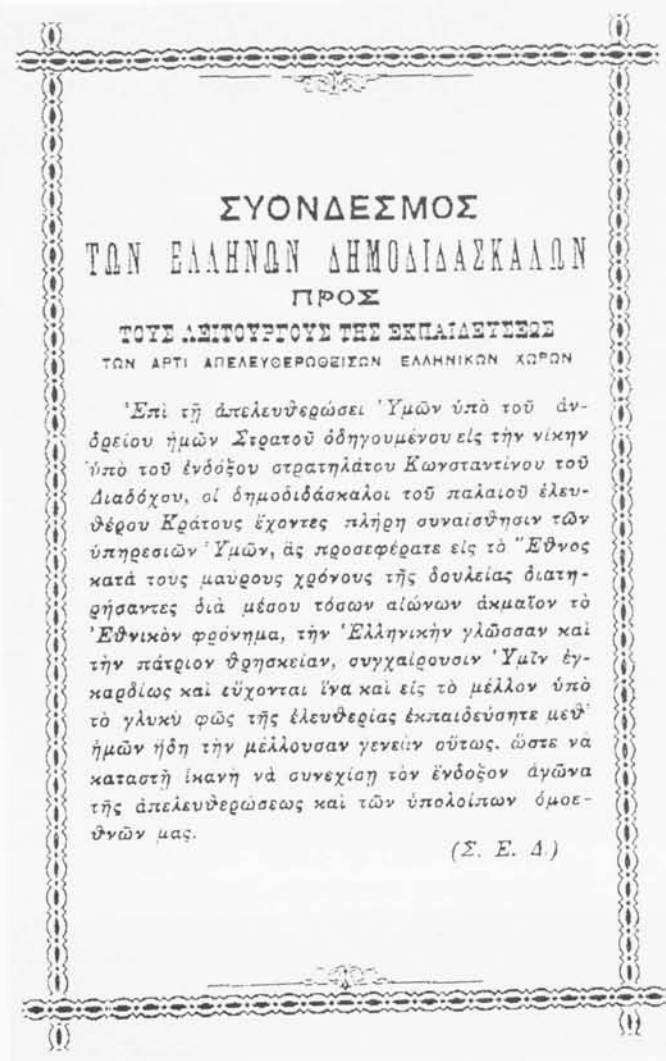 ΣΥΟΝΔΕΣΜΟΣ
ΤΩΝ ΕΛΛΗΝΩΝ ΔΗΜΟΔΙΔΑΣΚΑΛΩΝ
ΠΡΟΣ
ΤΟΥΣ ΛΕΙΤΟΥΡΓΟΥΣ ΤΗΣ ΕΚΠΑΙΔΕΥΣΕΩΣ
ΤΩΝ ΑΡΤΙ ΑΠΕΛΕΥΘΕΡΩΘΕΙΣΩΝ ΕΛΛΗΝΙΚΩΝ ΧΩΡΩΝ
Ἐπὶ τῇ ἀπελευθερώσει Ὑμῶν ὑπὸ τοῦ ἀν-
δρείου ἡμῶν Στρατοῦ ὁδηγουμένου εἰς τὴν νίκην
ὑπὸ τοῦ ἐνδόξου στρατηλάτου Κωνσταντίνου τοῦ
Διαδόχου, οἱ δημοδιδάσκαλοι τοῦ παλαιοῦ ἐλευ-
θέρου Κράτους ἔχοντες πλήρη συναίσθησιν τῶν
ὑπηρεσιῶν Ὑμῶν, ἃς προσεφέρατε εἰς τὸ Ἔθνος
κατὰ τοὺς μαύρους χρόνους τῆς δουλείας διατη-
ρήσαντες διὰ μέσου τόσων αἰώνων ἀκμαῖον τὸ
Ἐθνικὸν φρόνημα, τὴν Ἑλληνικὴν γλῶσσαν καὶ
τὴν πάτριον θρησκείαν, συγχαίρουσιν Ὑμῖν ἐγ-
καρδίως καὶ εὔχονται ἵνα καὶ εἰς τὸ μέλλον ὑπὸ
τὸ γλυκὺ φῶς τῆς ἐλευθερίας ἐκπαιδεύσητε μεθ'
ἡμῶν ἤδη τὴν μέλλουσαν γενεὰν οὕτως, ὥστε νὰ
καταστῇ ἱκανὴ νὰ συνεχίσῃ τὸν ἔνδοξον ἀγῶνα
τῆς ἀπελευθερώσεως καὶ τῶν ὑπολοίπων ὁμοε-
θνῶν μας.
(Σ. Ε. Δ.)